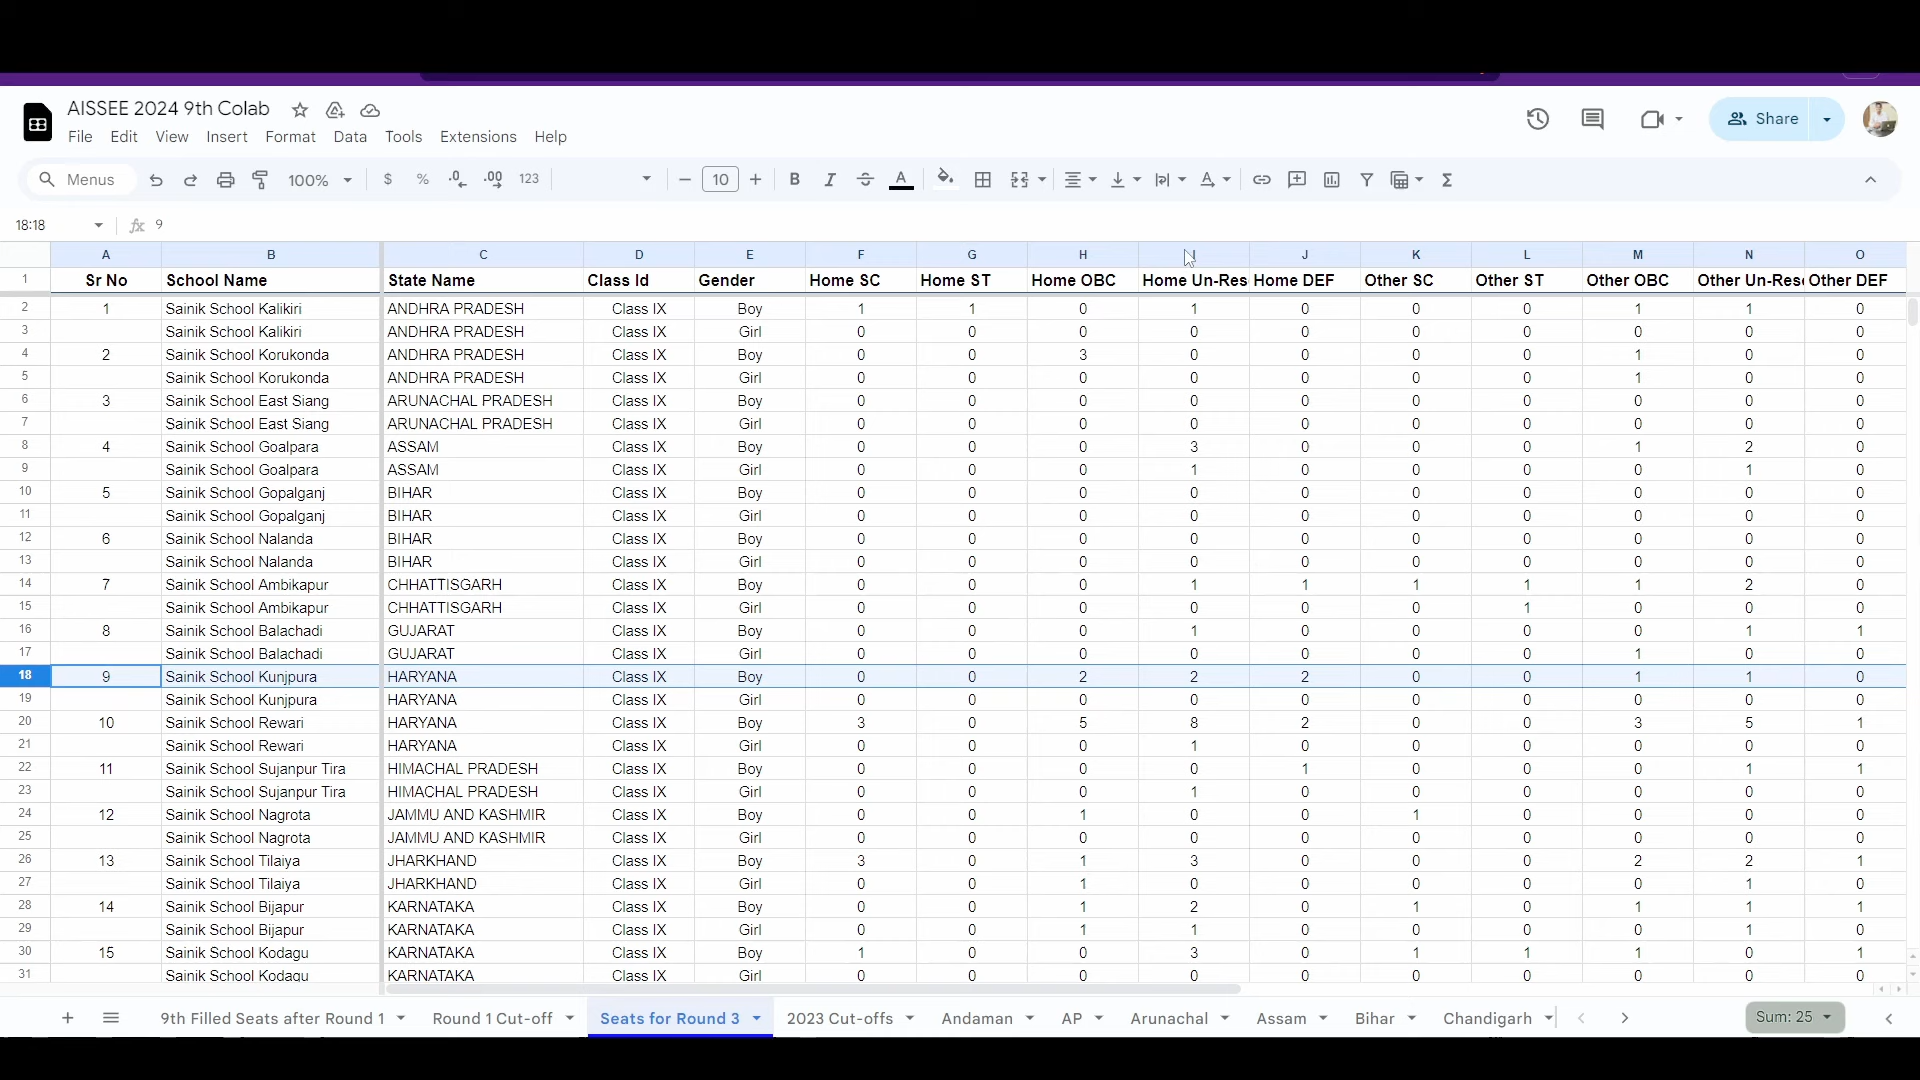 AISSEE 2024 9th Colab
File Edit View Insert Format Data Tools Extensions Help
Share
Menus 100% $ % .0 .00 123 10 B I A Σ
18:18 fx 9
A B C D E F G H I J K L M N O
1 Sr No School Name State Name Class Id Gender Home SC Home ST Home OBC Home Un-Res Home DEF Other SC Other ST Other OBC Other Un-Res Other DEF
2 1 Sainik School Kalikiri ANDHRA PRADESH Class IX Boy 1 1 0 1 0 0 0 1 1 0
3 Sainik School Kalikiri ANDHRA PRADESH Class IX Girl 0 0 0 0 0 0 0 0 0 0
4 2 Sainik School Korukonda ANDHRA PRADESH Class IX Boy 0 0 3 0 0 0 0 1 0 0
5 Sainik School Korukonda ANDHRA PRADESH Class IX Girl 0 0 0 0 0 0 0 1 0 0
6 3 Sainik School East Siang ARUNACHAL PRADESH Class IX Boy 0 0 0 0 0 0 0 0 0 0
7 Sainik School East Siang ARUNACHAL PRADESH Class IX Girl 0 0 0 0 0 0 0 0 0 0
8 4 Sainik School Goalpara ASSAM Class IX Boy 0 0 0 3 0 0 0 1 2 0
9 Sainik School Goalpara ASSAM Class IX Girl 0 0 0 1 0 0 0 0 1 0
10 5 Sainik School Gopalganj BIHAR Class IX Boy 0 0 0 0 0 0 0 0 0 0
11 Sainik School Gopalganj BIHAR Class IX Girl 0 0 0 0 0 0 0 0 0 0
12 6 Sainik School Nalanda BIHAR Class IX Boy 0 0 0 0 0 0 0 0 0 0
13 Sainik School Nalanda BIHAR Class IX Girl 0 0 0 0 0 0 0 0 0 0
14 7 Sainik School Ambikapur CHHATTISGARH Class IX Boy 0 0 0 1 1 1 1 1 2 0
15 Sainik School Ambikapur CHHATTISGARH Class IX Girl 0 0 0 0 0 0 1 0 0 0
16 8 Sainik School Balachadi GUJARAT Class IX Boy 0 0 0 1 0 0 0 0 1 1
17 Sainik School Balachadi GUJARAT Class IX Girl 0 0 0 0 0 0 0 1 0 0
18 9 Sainik School Kunjpura HARYANA Class IX Boy 0 0 2 2 2 0 0 1 1 0
19 Sainik School Kunjpura HARYANA Class IX Girl 0 0 0 0 0 0 0 0 0 0
20 10 Sainik School Rewari HARYANA Class IX Boy 3 0 5 8 2 0 0 3 5 1
21 Sainik School Rewari HARYANA Class IX Girl 0 0 0 1 0 0 0 0 0 0
22 11 Sainik School Sujanpur Tira HIMACHAL PRADESH Class IX Boy 0 0 0 0 1 0 0 0 1 1
23 Sainik School Sujanpur Tira HIMACHAL PRADESH Class IX Girl 0 0 0 1 0 0 0 0 0 0
24 12 Sainik School Nagrota JAMMU AND KASHMIR Class IX Boy 0 0 1 0 0 1 0 0 0 0
25 Sainik School Nagrota JAMMU AND KASHMIR Class IX Girl 0 0 0 0 0 0 0 0 0 0
26 13 Sainik School Tilaiya JHARKHAND Class IX Boy 3 0 1 3 0 0 0 2 2 1
27 Sainik School Tilaiya JHARKHAND Class IX Girl 0 0 1 0 0 0 0 0 1 0
28 14 Sainik School Bijapur KARNATAKA Class IX Boy 0 0 1 2 0 1 0 1 1 1
29 Sainik School Bijapur KARNATAKA Class IX Girl 0 0 1 1 0 0 0 0 1 0
30 15 Sainik School Kodagu KARNATAKA Class IX Boy 1 0 0 3 0 1 1 1 0 1
31 Sainik School Kodagu KARNATAKA Class IX Girl 0 0 0 0 0 0 0 0 0 0
9th Filled Seats after Round 1 Round 1 Cut-off Seats for Round 3 2023 Cut-offs Andaman AP Arunachal Assam Bihar Chandigarh Sum: 25